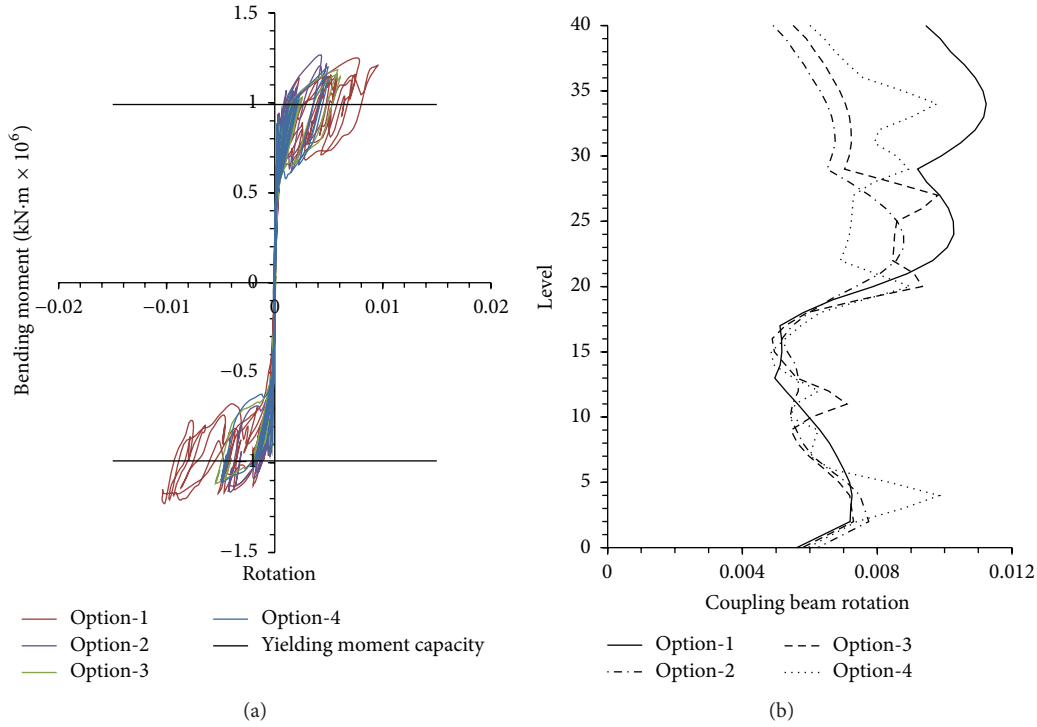 1.5
1
0.5
0
−0.5
−1
−1.5
−0.02
−0.01
0
0.01
0.02
Bending moment (kN·m × 10⁶)
Rotation
Option-1
Option-2
Option-3
Option-4
Yielding moment capacity
(a)
40
35
30
25
20
15
10
5
0
Level
0
0.004
0.008
0.012
Coupling beam rotation
Option-1
Option-2
Option-3
Option-4
(b)